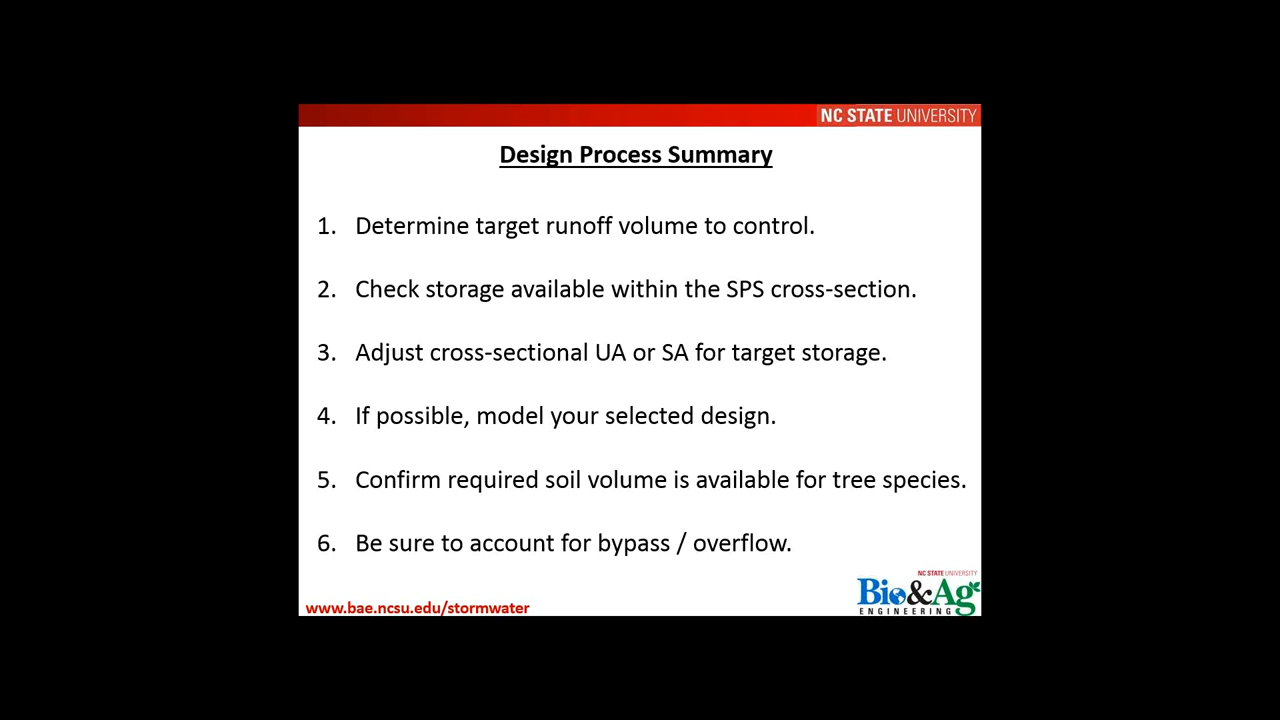 NC STATE UNIVERSITY
Design Process Summary
1. Determine target runoff volume to control.
2. Check storage available within the SPS cross-section.
3. Adjust cross-sectional UA or SA for target storage.
4. If possible, model your selected design.
5. Confirm required soil volume is available for tree species.
6. Be sure to account for bypass / overflow.
NC STATE UNIVERSITY
Bio&Ag
ENGINEERING
www.bae.ncsu.edu/stormwater